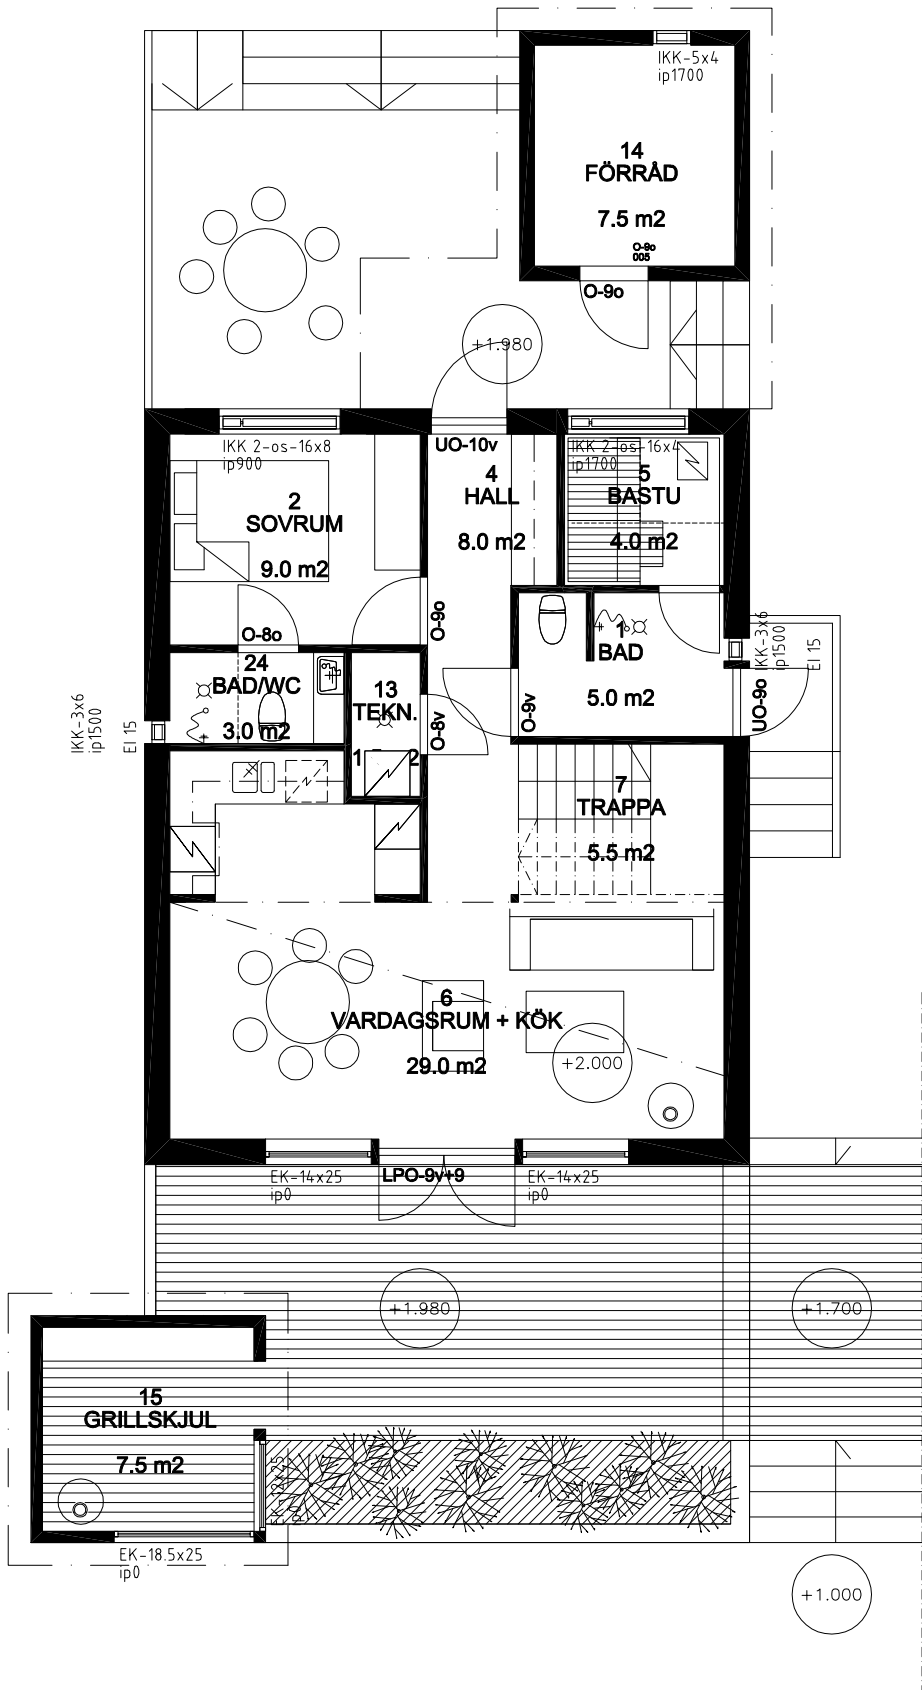 IKK-5x4
ip1700
14
FÖRRÅD
7.5 m2
O-9o
005
O-9o
+1.980
IKK 2-os-16x8
ip900
UO-10v
IKK 2-os-16x4
ip1700
2
SOVRUM
9.0 m2
4
HALL
8.0 m2
5
BASTU
4.0 m2
O-8o
O-9o
1
BAD
5.0 m2
IKK-3x6
ip1500
EI 15
UO-9o
24
BAD/WC
3.0 m2
13
TEKN.
O-8v
O-9v
IKK-3x6
ip1500
EI 15
7
TRAPPA
5.5 m2
6
VARDAGSRUM + KÖK
29.0 m2
+2.000
EK-14x25
ip0
LPO-9v+9
EK-14x25
ip0
+1.980
+1.700
15
GRILLSKJUL
7.5 m2
EK-18.5x25
ip0
+1.000